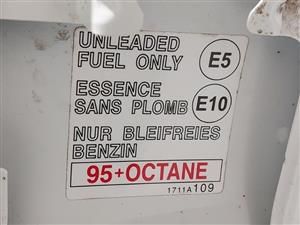 UNLEADED
FUEL ONLY
E5
ESSENCE
SANS PLOMB
E10
NUR BLEIFREIES
BENZIN
95+OCTANE
1711A109